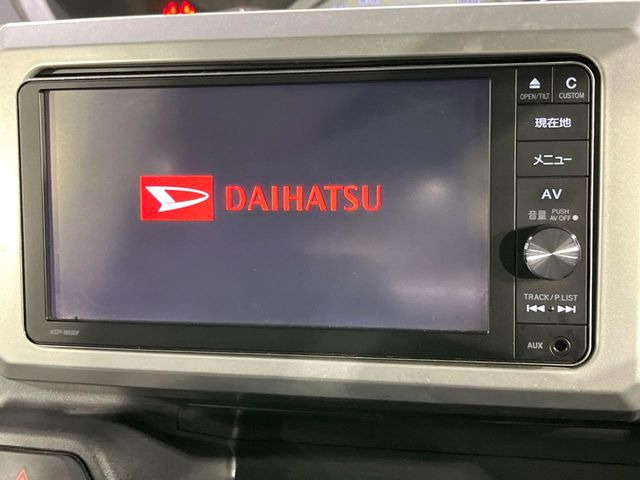 OPEN/TILT
C
CUSTOM
現在地
メニュー
DAIHATSU
AV
音量 PUSH
AV OFF
TRACK/P.LIST
AUX